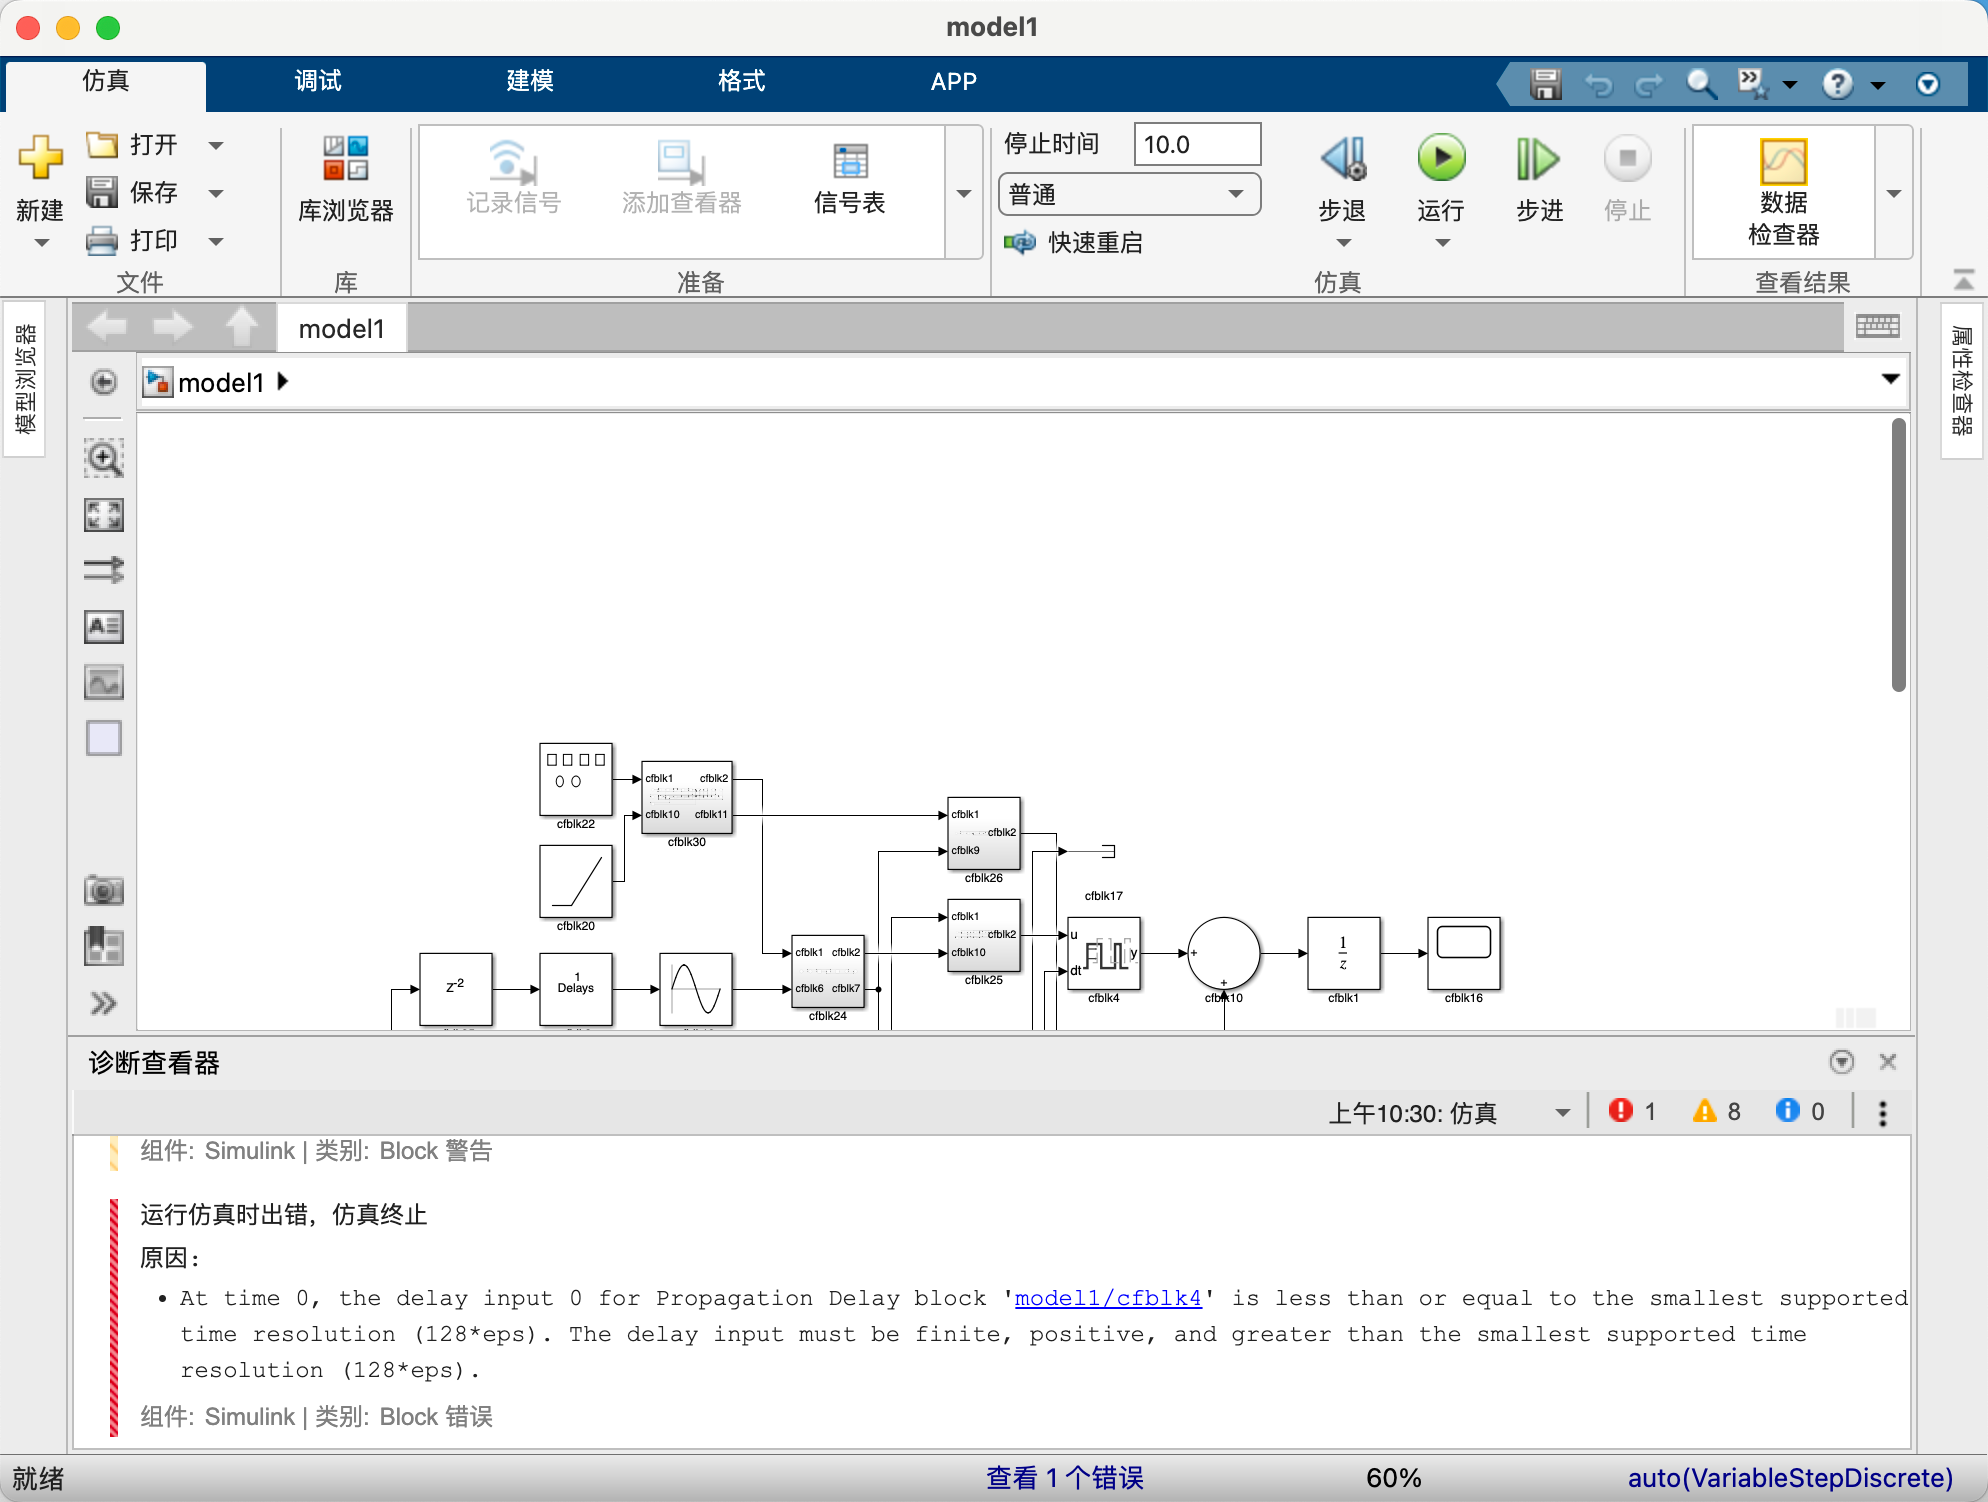 model1
仿真
调试
建模
格式
APP
新建
打开
保存
打印
文件
库浏览器
库
记录信号
添加查看器
信号表
准备
停止时间
10.0
普通
快速重启
步退
运行
步进
停止
仿真
数据
检查器
查看结果
模型浏览器
属性检查器
model1
model1
cfblk22
cfblk1 cfblk2
cfblk10 cfblk11
cfblk30
cfblk20
cfblk1
cfblk2
cfblk9
cfblk26
cfblk17
cfblk1
cfblk2
cfblk10
cfblk25
z-2
1
Delays
cfblk1 cfblk2
cfblk6 cfblk7
cfblk24
u
y
dt
cfblk4
+
+
cfblk10
1
z
cfblk1
cfblk16
诊断查看器
上午10:30: 仿真
1
8
0
组件: Simulink | 类别: Block 警告
运行仿真时出错，仿真终止
原因:
• At time 0, the delay input 0 for Propagation Delay block 'model1/cfblk4' is less than or equal to the smallest supported
time resolution (128*eps). The delay input must be finite, positive, and greater than the smallest supported time
resolution (128*eps).
组件: Simulink | 类别: Block 错误
就绪
查看 1 个错误
60%
auto(VariableStepDiscrete)